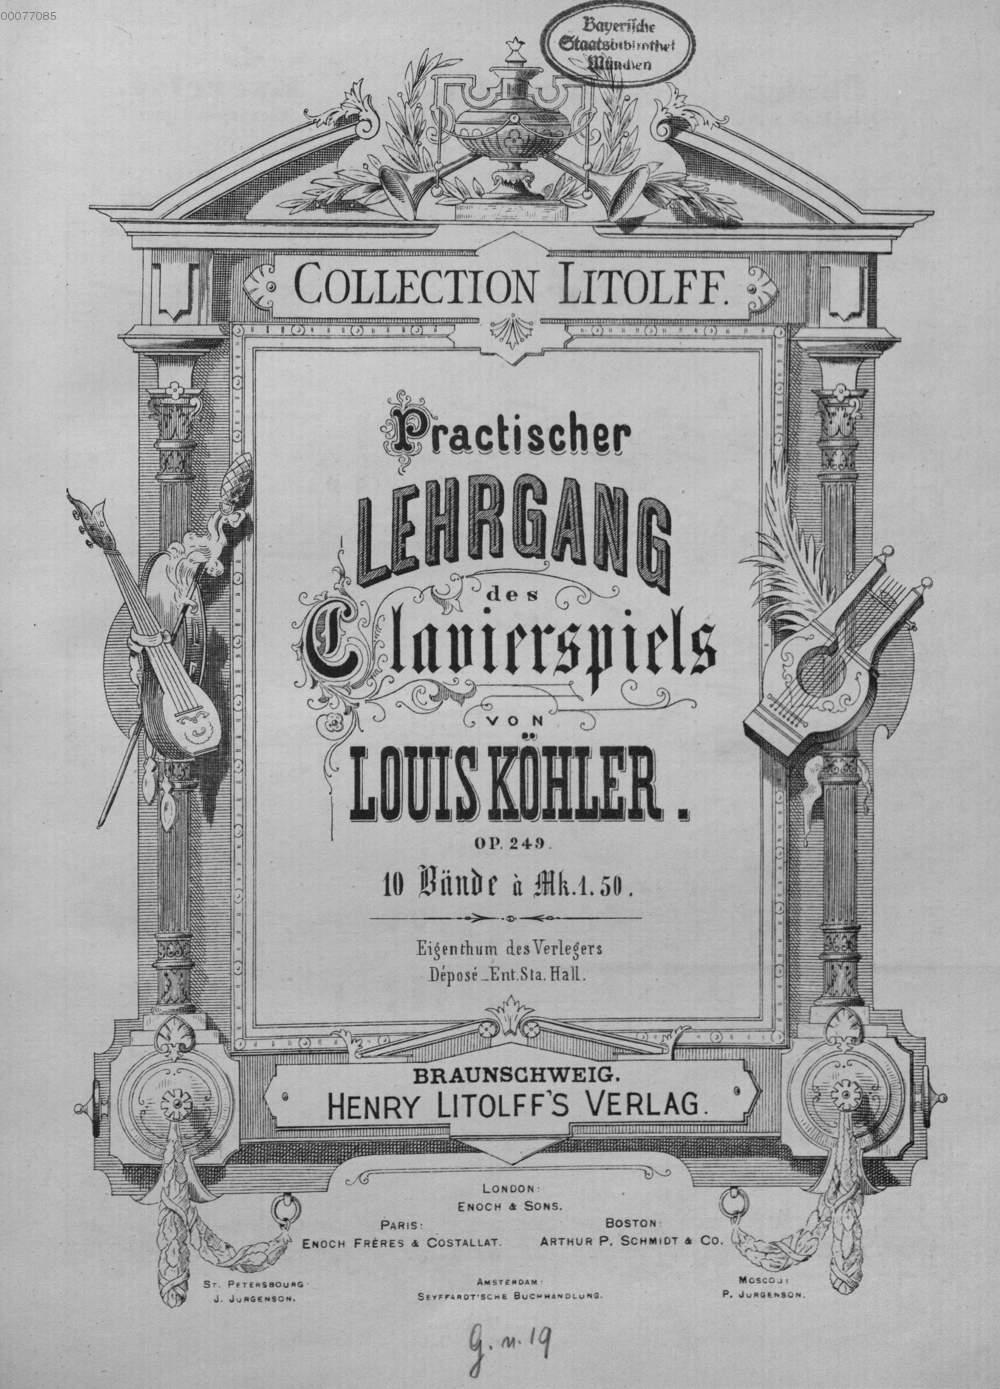 00077085
Bayerische
Staatsbibliothek
München
COLLECTION LITOLFF.
Practischer
LEHRGANG
des
Clavierspiels
VON
LOUIS KÖHLER.
OP. 249.
10 Bände à Mk. 1. 50.
Eigenthum des Verlegers
Déposé _ Ent. Sta. Hall.
BRAUNSCHWEIG.
HENRY LITOLFF'S VERLAG.
LONDON:
ENOCH & SONS.
PARIS:
ENOCH FRÈRES & COSTALLAT.
BOSTON:
ARTHUR P. SCHMIDT & CO.
ST. PETERSBOURG:
J. JURGENSON.
AMSTERDAM:
SEYFFARDT'SCHE BUCHHANDLUNG.
MOSCOU:
P. JURGENSON.
G. n. 19